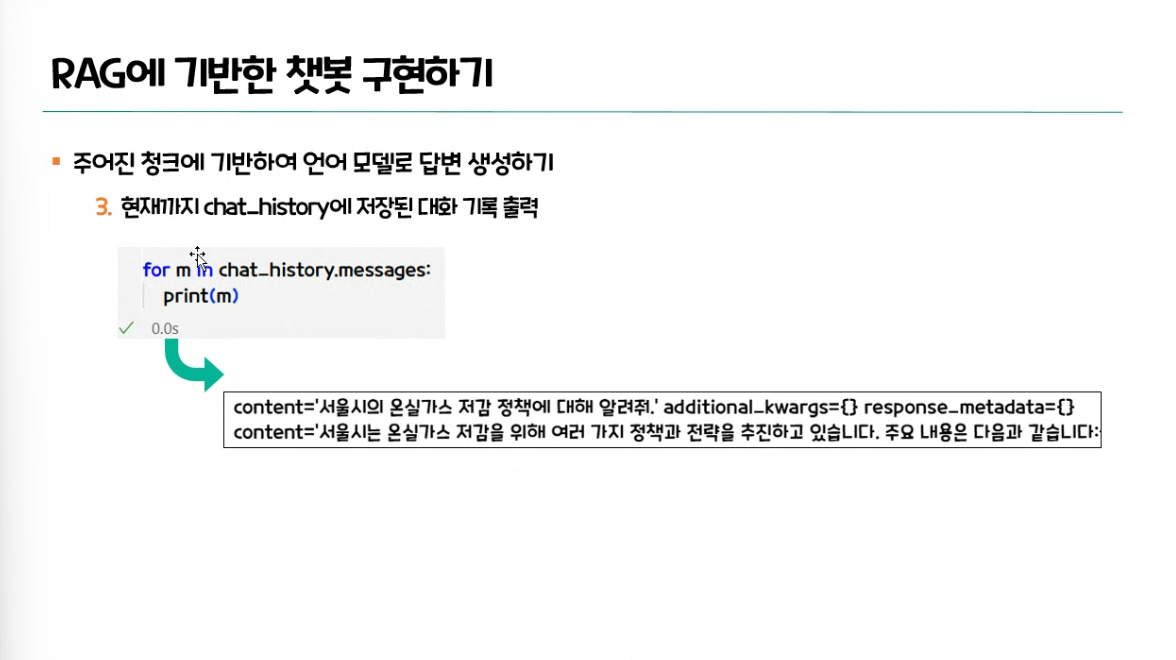 RAG에 기반한 챗봇 구현하기
▪ 주어진 청크에 기반하여 언어 모델로 답변 생성하기
3. 현재까지 chat_history에 저장된 대화 기록 출력
for m in chat_history.messages:
print(m)
✓ 0.0s
content='서울시의 온실가스 저감 정책에 대해 알려줘.' additional_kwargs={} response_metadata={}
content='서울시는 온실가스 저감을 위해 여러 가지 정책과 전략을 추진하고 있습니다. 주요 내용은 다음과 같습니다: